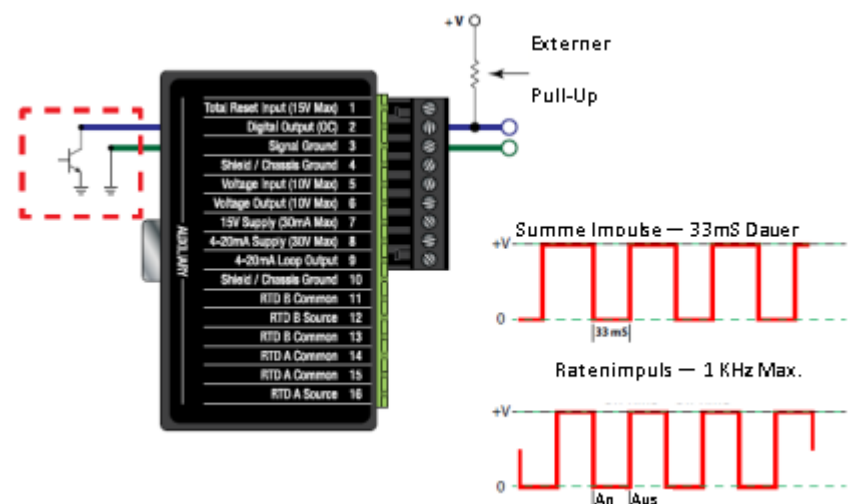 +V
Externer
Pull-Up
Total Reset Input (15V Max) 1
Digital Output (OC) 2
Signal Ground 3
Shield / Chassis Ground 4
Voltage Input (10V Max) 5
Voltage Output (10V Max) 6
15V Supply (30mA Max) 7
4-20mA Supply (30V Max) 8
4-20mA Loop Output 9
Shield / Chassis Ground 10
RTD B Common 11
RTD B Source 12
RTD B Common 13
RTD A Common 14
RTD A Common 15
RTD A Source 16
AUXILIARY
Summe Impulse — 33mS Dauer
+V
0
33 mS
Ratenimpuls — 1 KHz Max.
+V
0
An Aus